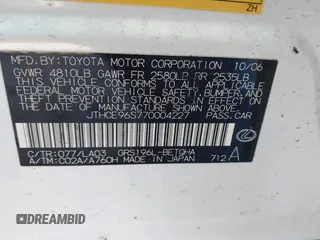 ZH
MFD. BY: TOYOTA MOTOR CORPORATION 10/06
GVWR 4810LB GAWR FR 2580LB RR 2535LB
THIS VEHICLE CONFORMS TO ALL APPLICABLE
FEDERAL MOTOR VEHICLE SAFETY, BUMPER, AND
THEFT PREVENTION STANDARDS IN EFFECT ON
THE DATE OF MANUFACTURE SHOWN ABOVE.
JTHCE96S770004227 PASS. CAR
C/TR: 077/LA03 GRS196L-BETQHA
A/TM: C02A/A760H MADE IN JAPAN 712 A